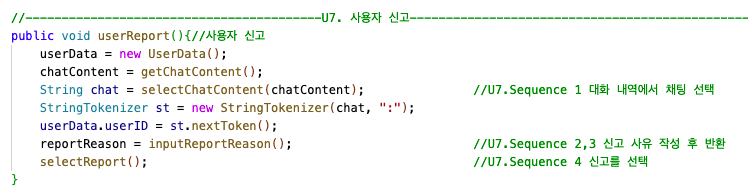 //----------------------------------------U7. 사용자 신고----------------------------------------------
public void userReport(){//사용자 신고
userData = new UserData();
chatContent = getChatContent();
String chat = selectChatContent(chatContent); //U7.Sequence 1 대화 내역에서 채팅 선택
StringTokenizer st = new StringTokenizer(chat, ":");
userData.userID = st.nextToken();
reportReason = inputReportReason(); //U7.Sequence 2,3 신고 사유 작성 후 반환
selectReport(); //U7.Sequence 4 신고를 선택
}